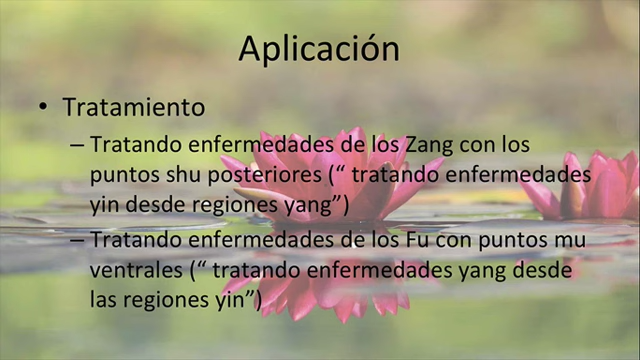 Aplicación
• Tratamiento
– Tratando enfermedades de los Zang con los
puntos shu posteriores (“ tratando enfermedades
yin desde regiones yang”)
– Tratando enfermedades de los Fu con puntos mu
ventrales (“ tratando enfermedades yang desde
las regiones yin”)